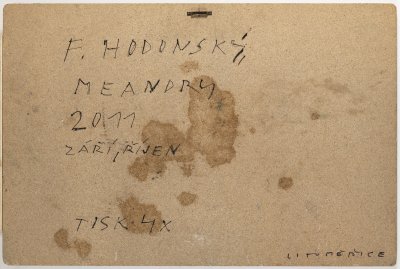 F. HODONSKÝ,
MEANDRY
2011
ZÁŘÍ, ŘÍJEN
TISK. 4X
LITOMĚŘICE